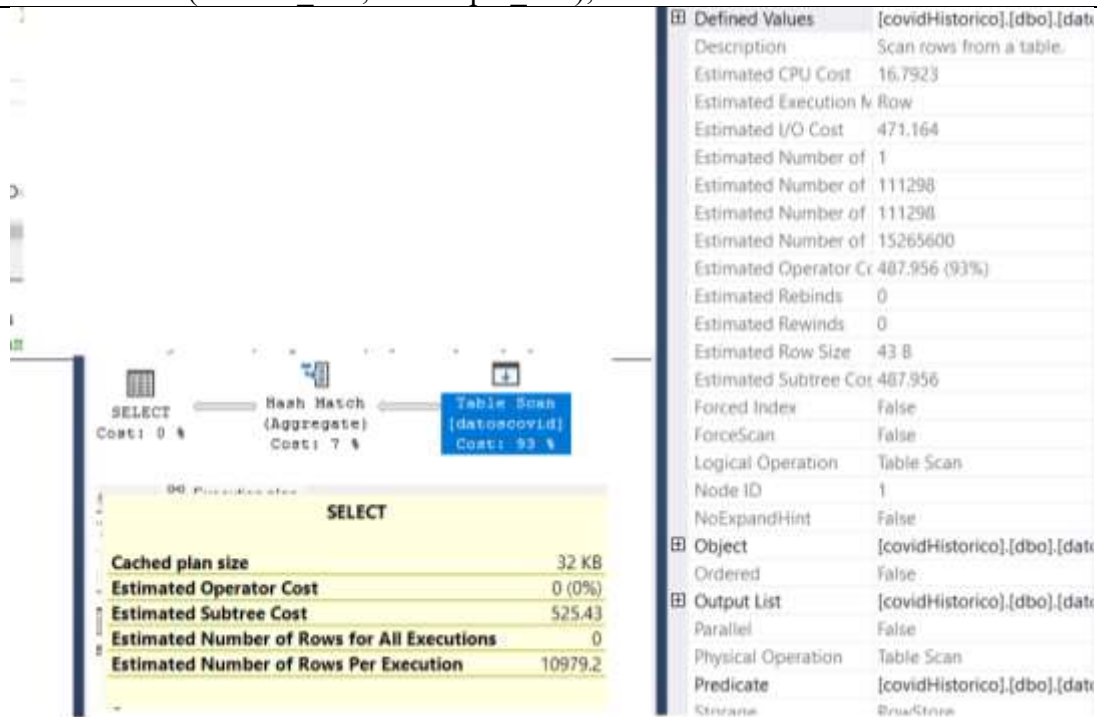 Defined Values [covidHistorico].[dbo].[dat
Description Scan rows from a table.
Estimated CPU Cost 16.7923
Estimated Execution M Row
Estimated I/O Cost 471.164
Estimated Number of 1
Estimated Number of 111298
Estimated Number of 111298
Estimated Number of 15265600
Estimated Operator Co 487.956 (93%)
Estimated Rebinds 0
Estimated Rewinds 0
Estimated Row Size 43 B
Estimated Subtree Cos 487.956
Forced Index False
ForceScan False
Logical Operation Table Scan
Node ID 1
NoExpandHint False
Object [covidHistorico].[dbo].[dat
Ordered False
Output List [covidHistorico].[dbo].[dat
Parallel False
Physical Operation Table Scan
Predicate [covidHistorico].[dbo].[dat
Storage RowStore
SELECT
Cost: 0 %
Hash Match
(Aggregate)
Cost: 7 %
Table Scan
[datoscovid]
Cost: 93 %
SELECT
Cached plan size 32 KB
Estimated Operator Cost 0 (0%)
Estimated Subtree Cost 525.43
Estimated Number of Rows for All Executions 0
Estimated Number of Rows Per Execution 10979.2